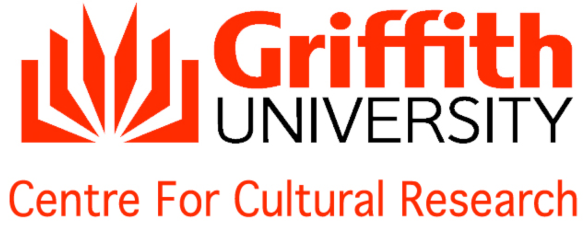 Griffith
UNIVERSITY
Centre For Cultural Research